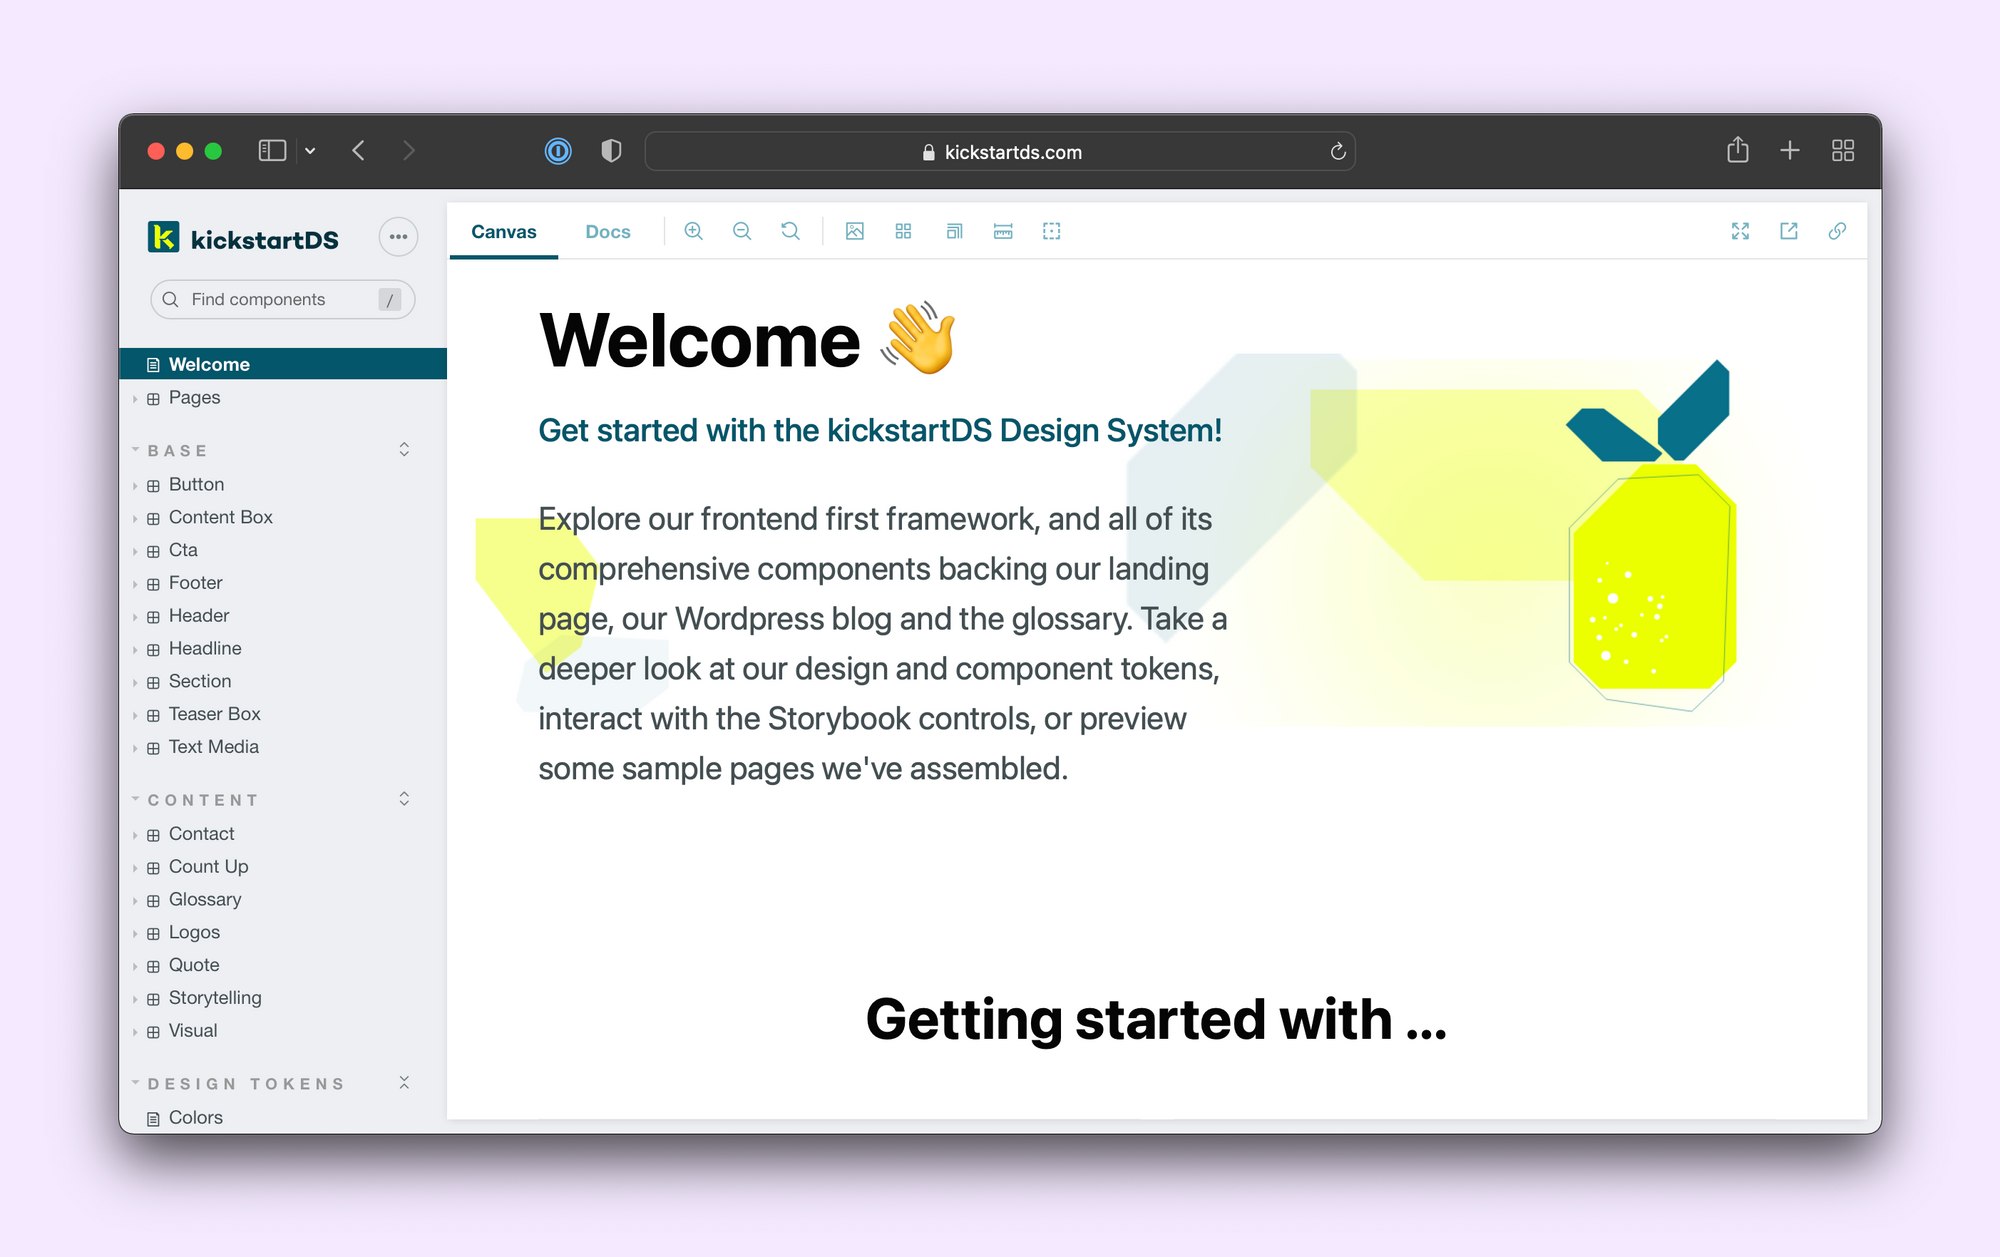 kickstartds.com
kickstartDS
Find components /
Welcome
Pages
BASE
Button
Content Box
Cta
Footer
Header
Headline
Section
Teaser Box
Text Media
CONTENT
Contact
Count Up
Glossary
Logos
Quote
Storytelling
Visual
DESIGN TOKENS
Colors
Canvas Docs
Welcome 👋
Get started with the kickstartDS Design System!
Explore our frontend first framework, and all of its
comprehensive components backing our landing
page, our Wordpress blog and the glossary. Take a
deeper look at our design and component tokens,
interact with the Storybook controls, or preview
some sample pages we've assembled.
Getting started with ...